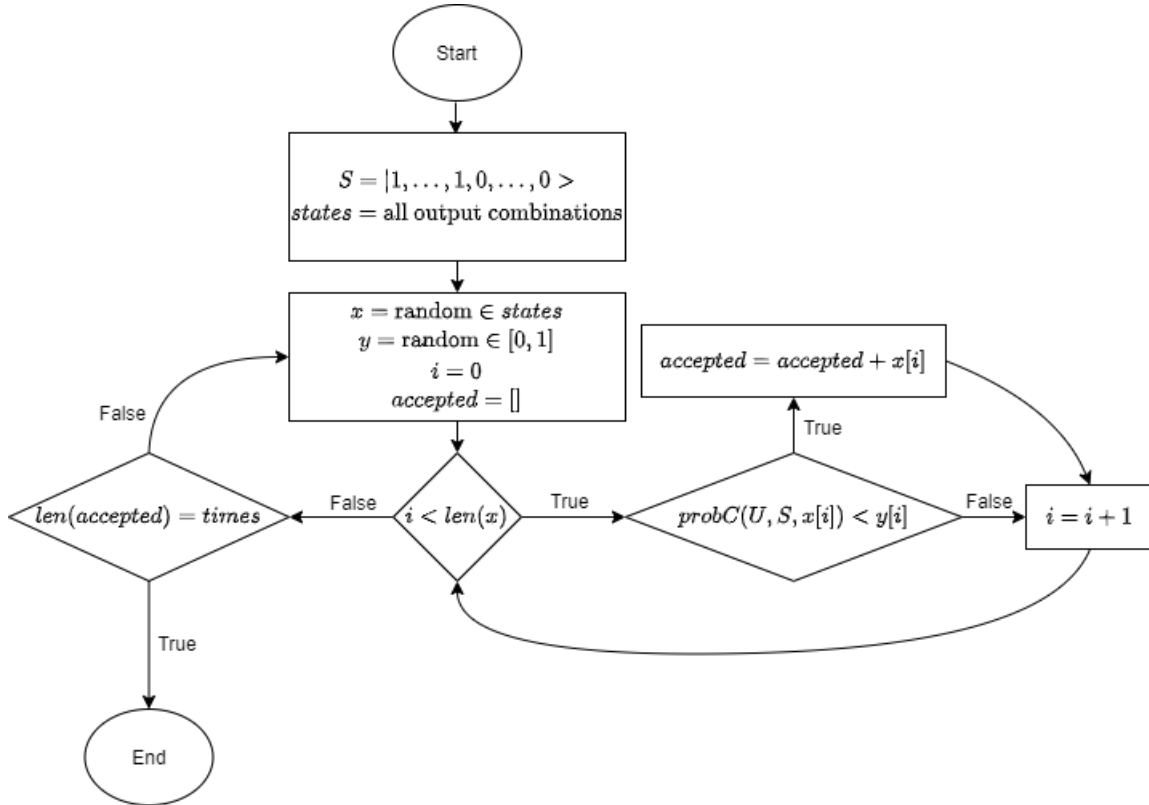 Start
S = |1, . . . , 1, 0, . . . , 0 >
states = all output combinations
x = random ∈ states
y = random ∈ [0, 1]
i = 0
accepted = []
accepted = accepted + x[i]
False
True
len(accepted) = times
False
i < len(x)
True
probC(U, S, x[i]) < y[i]
False
i = i + 1
True
End